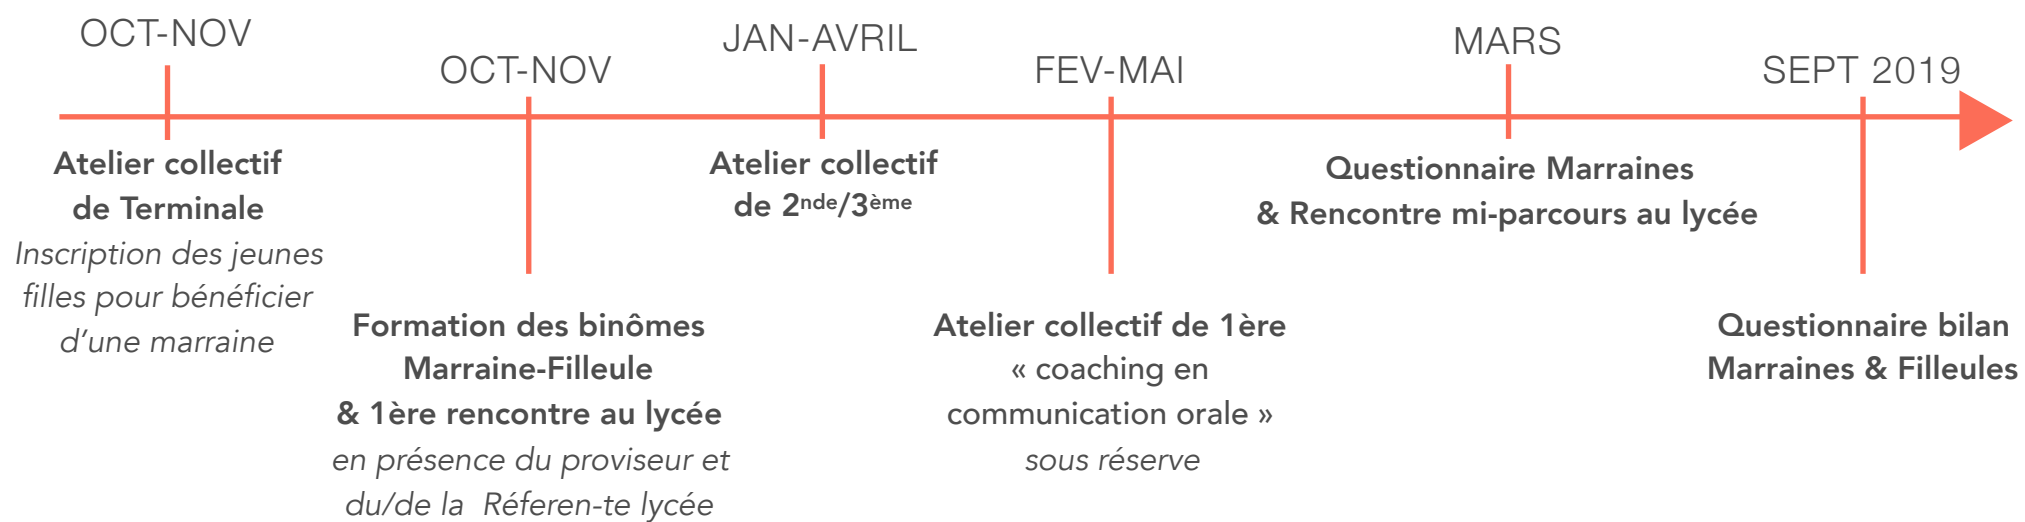 OCT-NOV
Atelier collectif
de Terminale
Inscription des jeunes
filles pour bénéficier
d’une marraine
OCT-NOV
Formation des binômes
Marraine-Filleule
& 1ère rencontre au lycée
en présence du proviseur et
du/de la Réferen-te lycée
JAN-AVRIL
Atelier collectif
de 2nde/3ème
FEV-MAI
Atelier collectif de 1ère
« coaching en
communication orale »
sous réserve
MARS
Questionnaire Marraines
& Rencontre mi-parcours au lycée
SEPT 2019
Questionnaire bilan
Marraines & Filleules